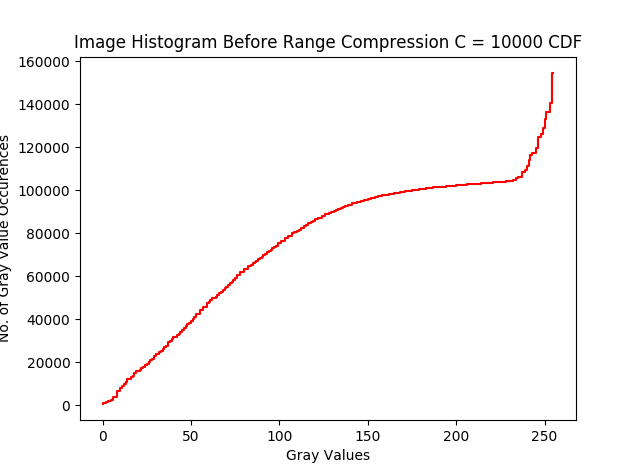 Image Histogram Before Range Compression C = 10000 CDF
160000
140000
120000
100000
80000
60000
40000
20000
0
No. of Gray Value Occurences
0 50 100 150 200 250
Gray Values